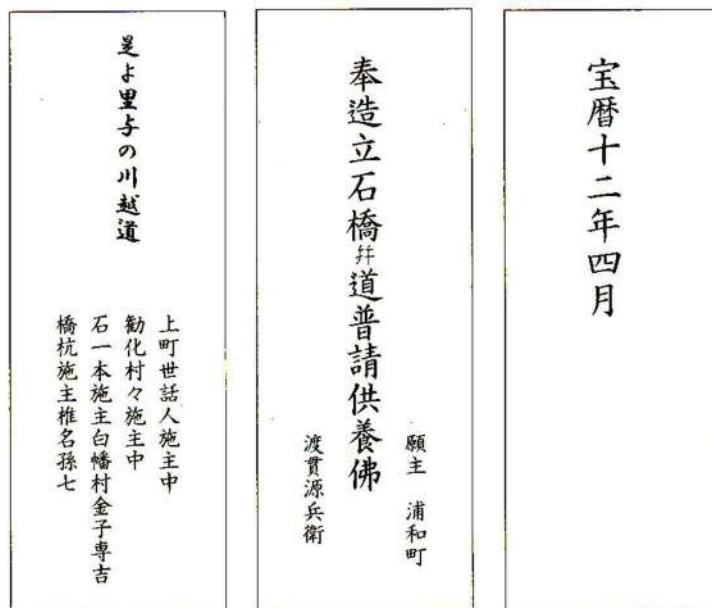 宝暦十二年四月
奉造立石橋幷道普請供養佛
願主 浦和町
渡貫源兵衛
是よ里与の川越道
上町世話人施主中
勧化村々施主中
石一本施主白幡村金子専吉
橋杭施主椎名孫七